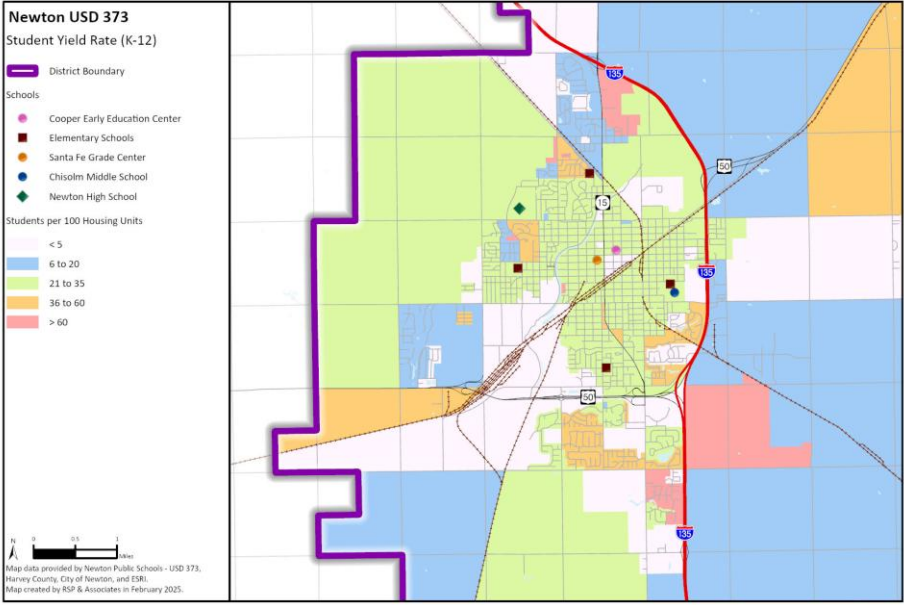 Newton USD 373
Student Yield Rate (K-12)
District Boundary
Schools
Cooper Early Education Center
Elementary Schools
Santa Fe Grade Center
Chisolm Middle School
Newton High School
Students per 100 Housing Units
< 5
6 to 20
21 to 35
36 to 60
> 60
N
0 0.5 1
Miles
Map data provided by Newton Public Schools - USD 373,
Harvey County, City of Newton, and ESRI.
Map created by RSP & Associates in February 2025.
135
50
15
135
50
135